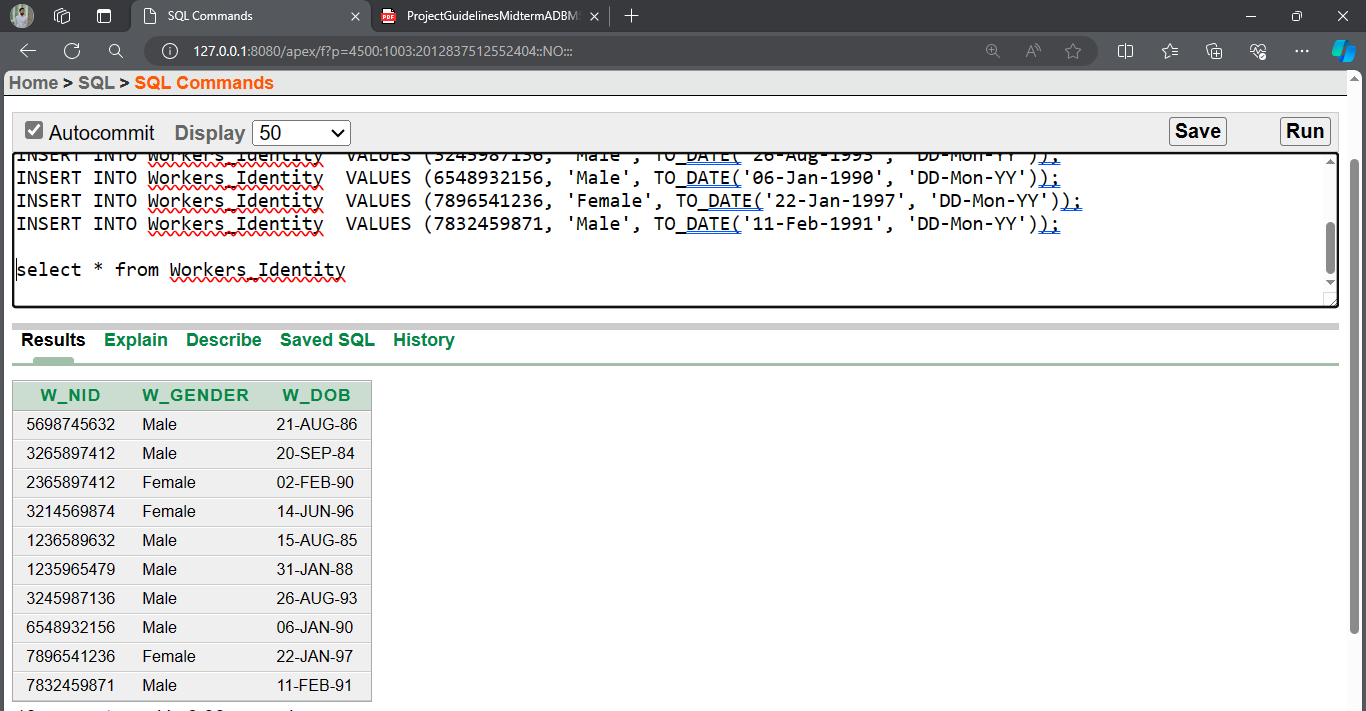 SQL Commands
ProjectGuidelinesMidtermADBMS
127.0.0.1:8080/apex/f?p=4500:1003:2012837512552404::NO:::
Home > SQL > SQL Commands
Autocommit Display 50 Save Run
INSERT INTO Workers_Identity VALUES (3245987136, 'Male', TO_DATE('26-Aug-1993', 'DD-Mon-YY'));
INSERT INTO Workers_Identity VALUES (6548932156, 'Male', TO_DATE('06-Jan-1990', 'DD-Mon-YY'));
INSERT INTO Workers_Identity VALUES (7896541236, 'Female', TO_DATE('22-Jan-1997', 'DD-Mon-YY'));
INSERT INTO Workers_Identity VALUES (7832459871, 'Male', TO_DATE('11-Feb-1991', 'DD-Mon-YY'));
select * from Workers_Identity
Results Explain Describe Saved SQL History
W_NID W_GENDER W_DOB
5698745632 Male 21-AUG-86
3265897412 Male 20-SEP-84
2365897412 Female 02-FEB-90
3214569874 Female 14-JUN-96
1236589632 Male 15-AUG-85
1235965479 Male 31-JAN-88
3245987136 Male 26-AUG-93
6548932156 Male 06-JAN-90
7896541236 Female 22-JAN-97
7832459871 Male 11-FEB-91